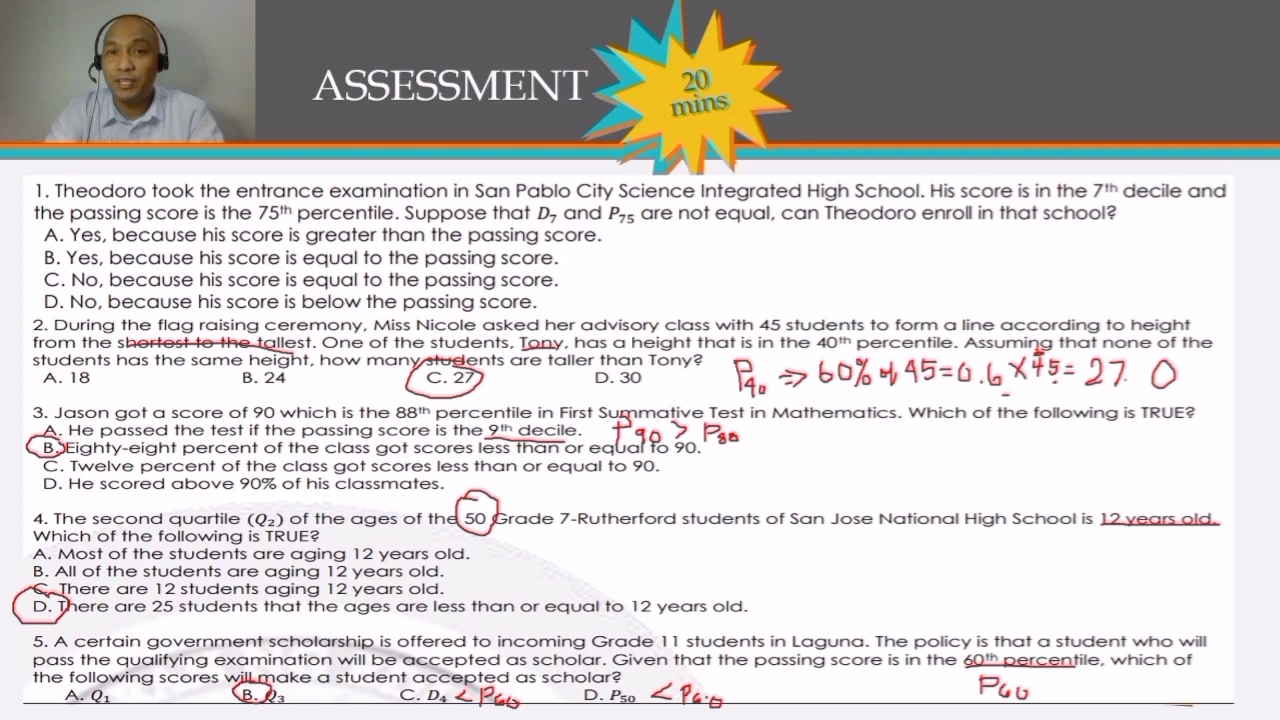 ASSESSMENT
20
mins
1. Theodoro took the entrance examination in San Pablo City Science Integrated High School. His score is in the 7th decile and
the passing score is the 75th percentile. Suppose that D₇ and P₇₅ are not equal, can Theodoro enroll in that school?
A. Yes, because his score is greater than the passing score.
B. Yes, because his score is equal to the passing score.
C. No, because his score is equal to the passing score.
D. No, because his score is below the passing score.
2. During the flag raising ceremony, Miss Nicole asked her advisory class with 45 students to form a line according to height
from the shortest to the tallest. One of the students, Tony, has a height that is in the 40th percentile. Assuming that none of the
students has the same height, how many students are taller than Tony?
A. 18 B. 24 C. 27 D. 30
P₄₀ ⇒ 60% of 45 = 0.6 × 45 = 27.0
3. Jason got a score of 90 which is the 88th percentile in First Summative Test in Mathematics. Which of the following is TRUE?
A. He passed the test if the passing score is the 9th decile. P₉₀ > P₈₈
B. Eighty-eight percent of the class got scores less than or equal to 90.
C. Twelve percent of the class got scores less than or equal to 90.
D. He scored above 90% of his classmates.
4. The second quartile (Q₂) of the ages of the 50 Grade 7-Rutherford students of San Jose National High School is 12 years old.
Which of the following is TRUE?
A. Most of the students are aging 12 years old.
B. All of the students are aging 12 years old.
C. There are 12 students aging 12 years old.
D. There are 25 students that the ages are less than or equal to 12 years old.
5. A certain government scholarship is offered to incoming Grade 11 students in Laguna. The policy is that a student who will
pass the qualifying examination will be accepted as scholar. Given that the passing score is in the 60th percentile, which of
the following scores will make a student accepted as scholar? P₆₀
A. Q₁ B. Q₃ C. D₄ < P₆₀ D. P₅₀ < P₆₀